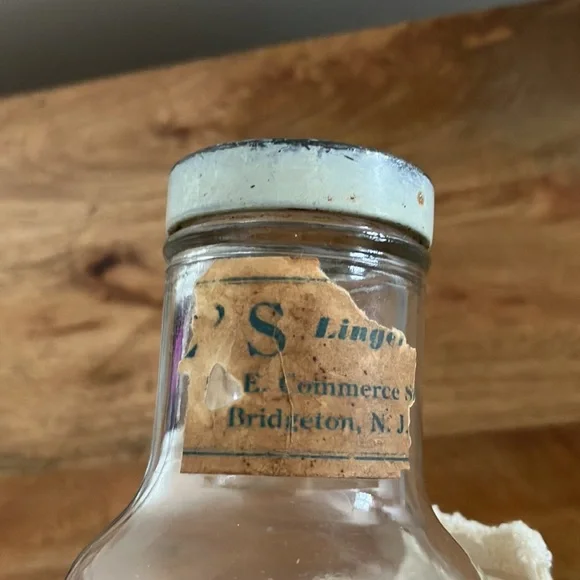 'S Linge
E. Commerce S
Bridgeton, N. J.